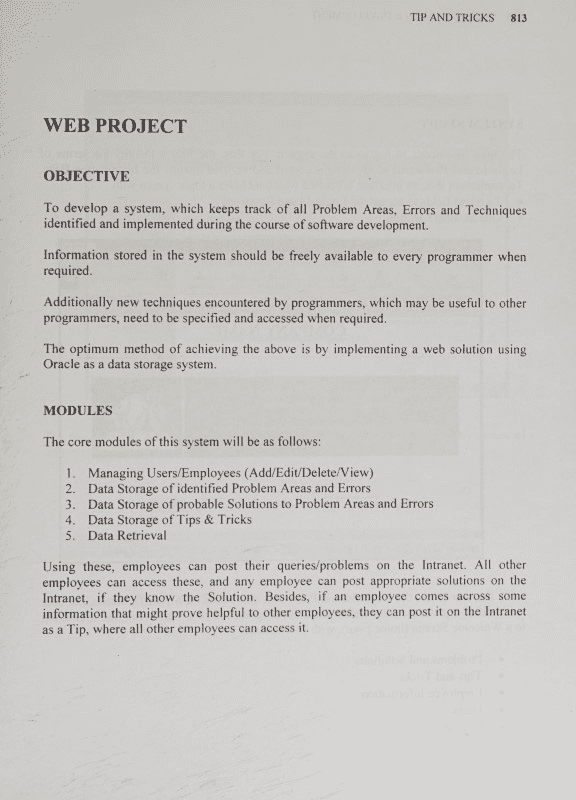 TIP AND TRICKS 813
WEB PROJECT
OBJECTIVE
To develop a system, which keeps track of all Problem Areas, Errors and Techniques
identified and implemented during the course of software development.
Information stored in the system should be freely available to every programmer when
required.
Additionally new techniques encountered by programmers, which may be useful to other
programmers, need to be specified and accessed when required.
The optimum method of achieving the above is by implementing a web solution using
Oracle as a data storage system.
MODULES
The core modules of this system will be as follows:
1. Managing Users/Employees (Add/Edit/Delete/View)
2. Data Storage of identified Problem Areas and Errors
3. Data Storage of probable Solutions to Problem Areas and Errors
4. Data Storage of Tips & Tricks
5. Data Retrieval
Using these, employees can post their queries/problems on the Intranet. All other
employees can access these, and any employee can post appropriate solutions on the
Intranet, if they know the Solution. Besides, if an employee comes across some
information that might prove helpful to other employees, they can post it on the Intranet
as a Tip, where all other employees can access it.